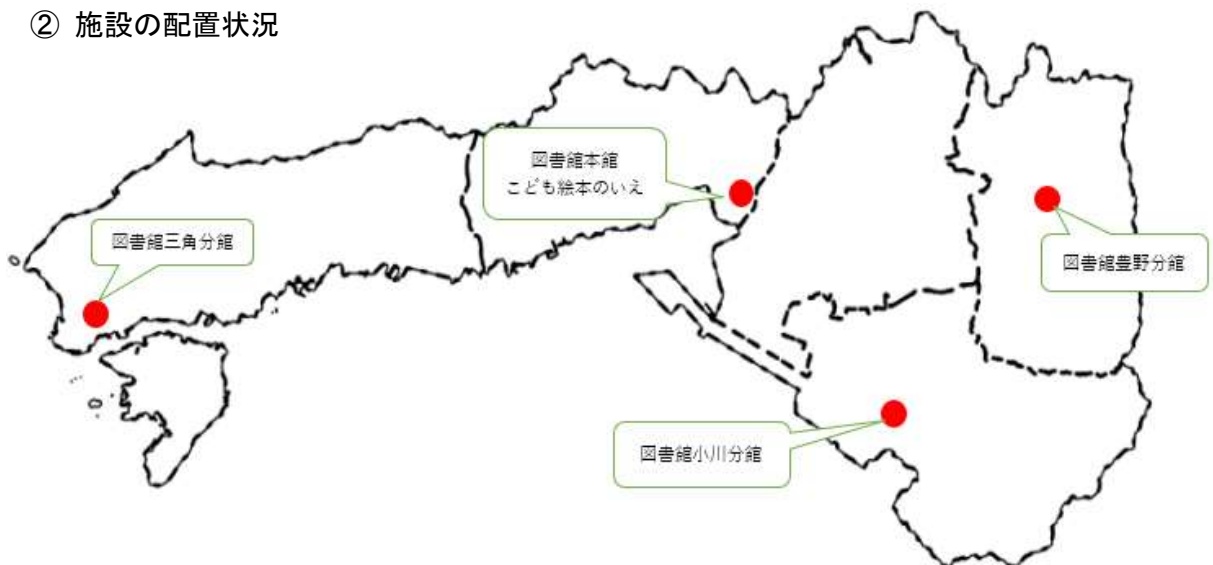 ② 施設の配置状況
図書館本館
こども絵本のいえ
図書館三角分館
図書館豊野分館
図書館小川分館